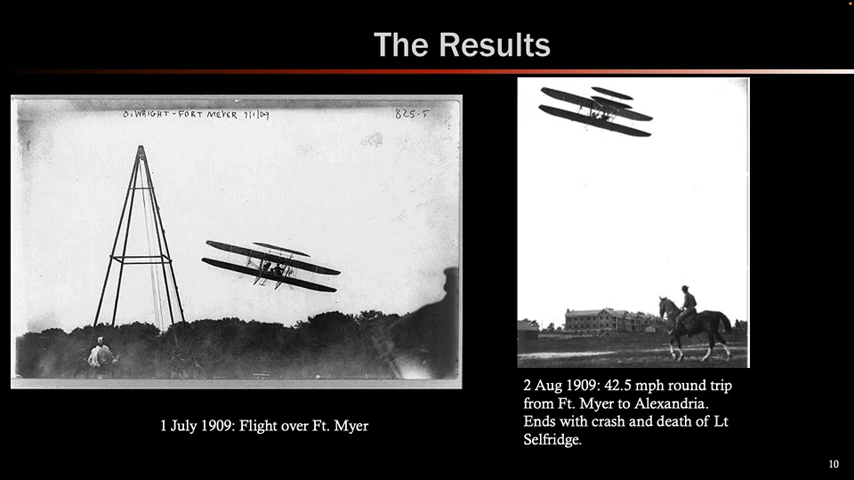 The Results
O. WRIGHT - FORT MEYER 7/1/09
825-5
1 July 1909: Flight over Ft. Myer
2 Aug 1909: 42.5 mph round trip
from Ft. Myer to Alexandria.
Ends with crash and death of Lt
Selfridge.
10